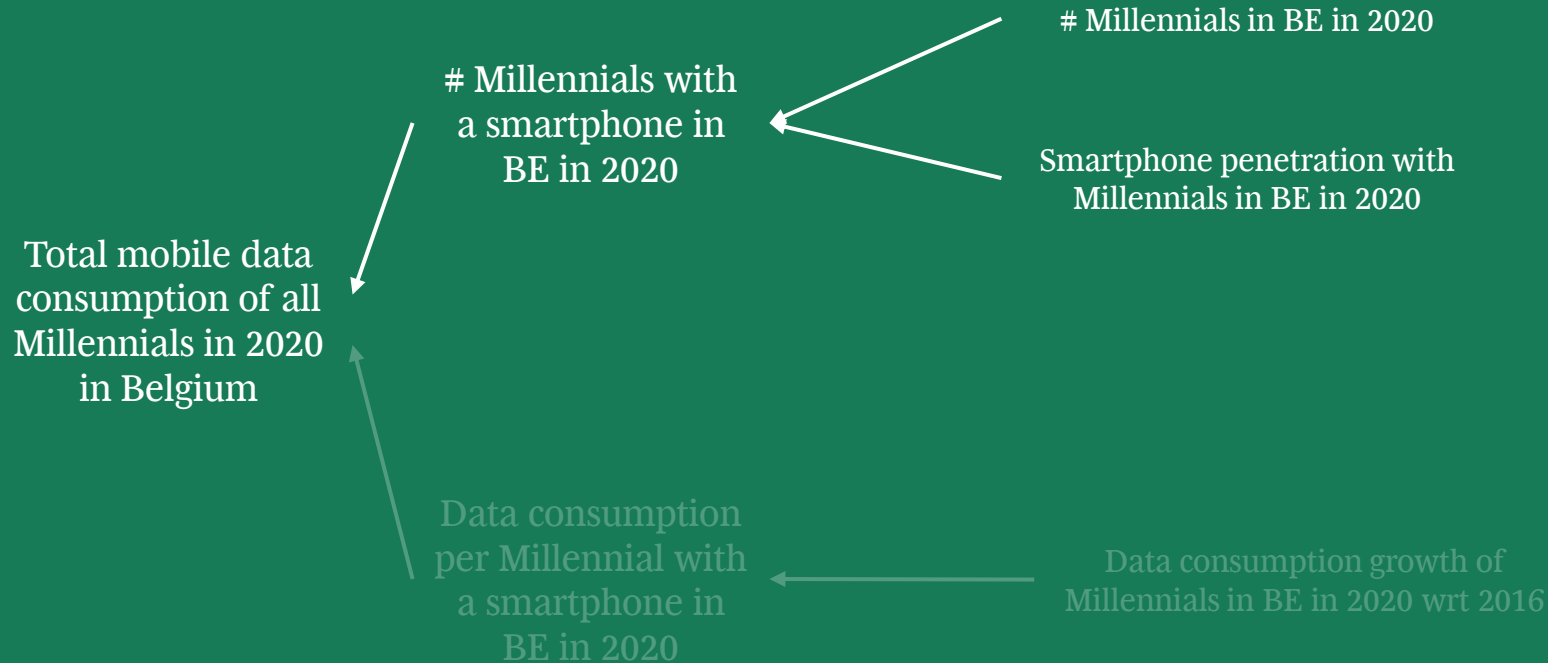 # Millennials in BE in 2020
# Millennials with
a smartphone in
BE in 2020
Smartphone penetration with
Millennials in BE in 2020
Total mobile data
consumption of all
Millennials in 2020
in Belgium
Data consumption
per Millennial with
a smartphone in
BE in 2020
Data consumption growth of
Millennials in BE in 2020 wrt 2016